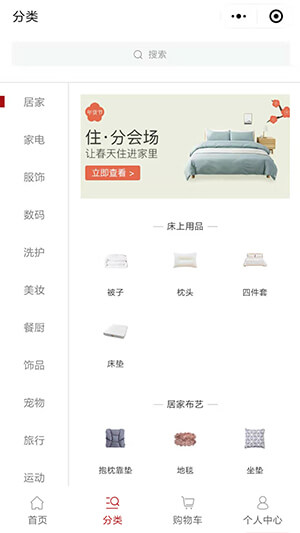 分类
搜索
居家
家电
服饰
数码
洗护
美妆
餐厨
饰品
宠物
旅行
运动
年货节
住·分会场
让春天住进家里
立即查看 >
床上用品
被子
枕头
四件套
床垫
居家布艺
抱枕靠垫
地毯
坐垫
首页
分类
购物车
个人中心